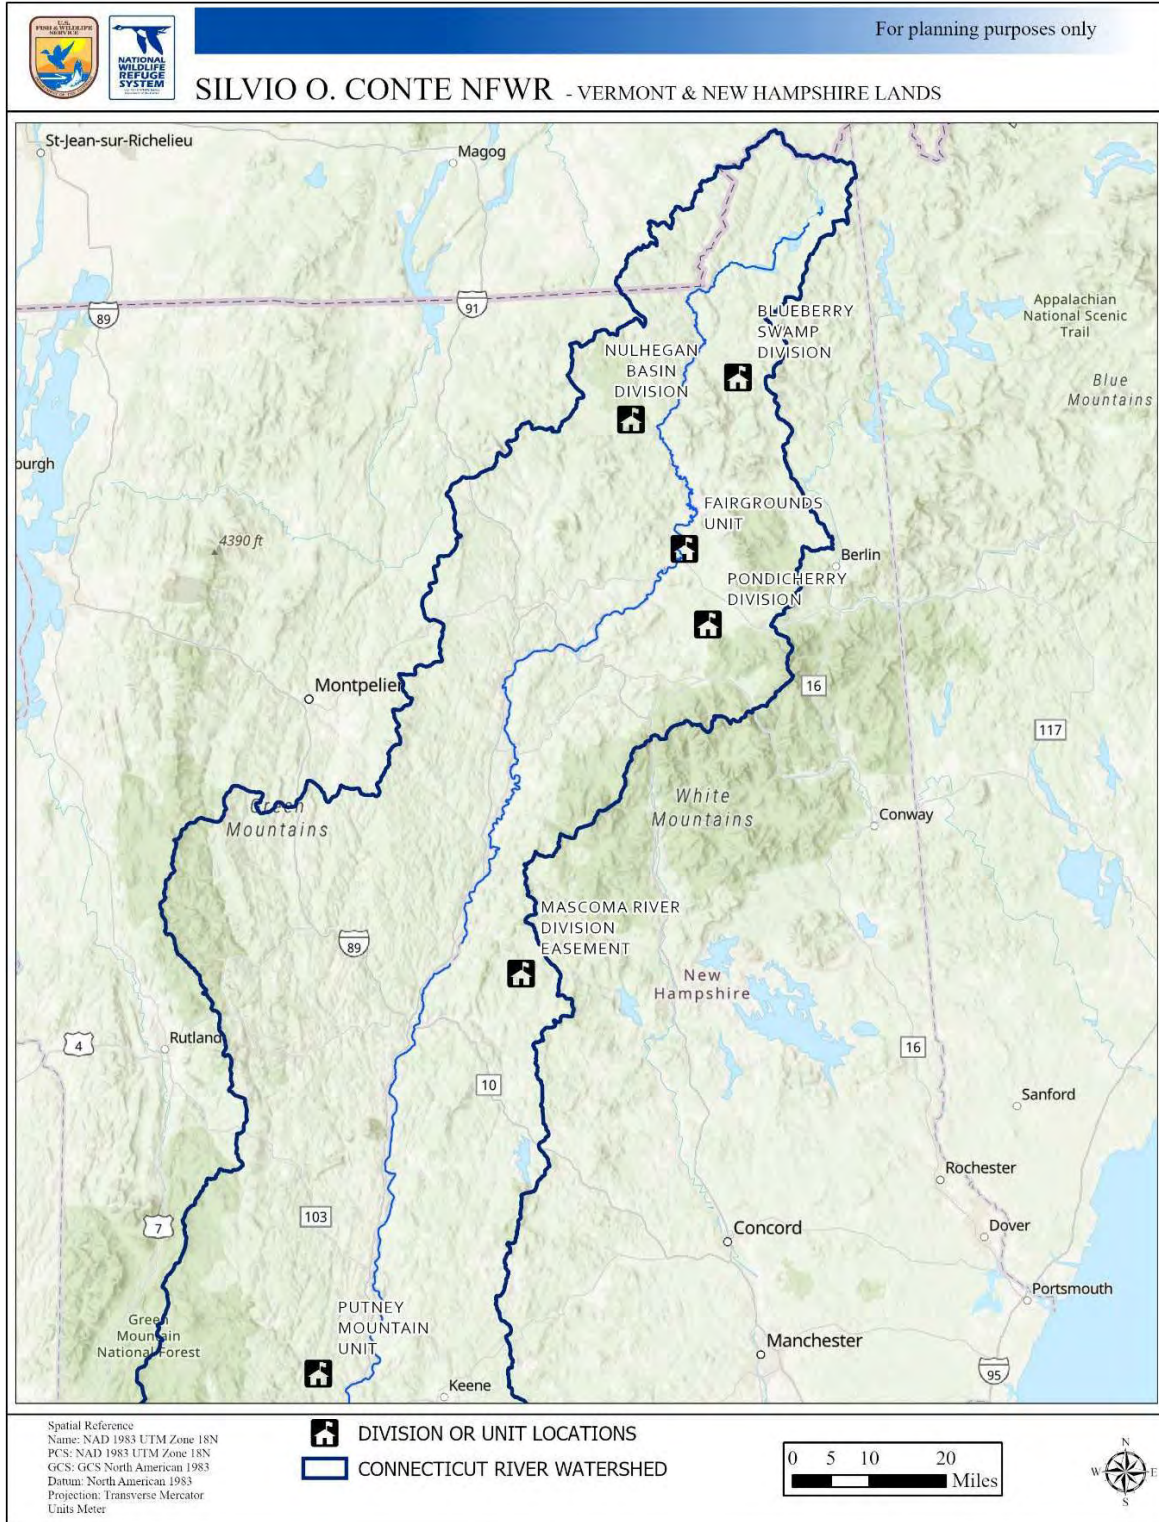 U.S.
FISH & WILDLIFE
SERVICE
NATIONAL
WILDLIFE
REFUGE
SYSTEM
For planning purposes only
SILVIO O. CONTE NFWR - VERMONT & NEW HAMPSHIRE LANDS
St-Jean-sur-Richelieu
Magog
89
91
Appalachian
National Scenic
Trail
Blue
Mountains
BLUEBERRY
SWAMP
DIVISION
NULHEGAN
BASIN
DIVISION
burgh
4390 ft
FAIRGROUNDS
UNIT
Berlin
PONDICHERRY
DIVISION
Montpelier
16
117
Green
Mountains
White
Mountains
Conway
MASCOMA RIVER
DIVISION
EASEMENT
89
New
Hampshire
4
Rutland
16
10
Sanford
Rochester
103
7
Concord
Dover
Portsmouth
PUTNEY
MOUNTAIN
UNIT
Green
Mountain
National Forest
Manchester
Keene
95
Spatial Reference
Name: NAD 1983 UTM Zone 18N
PCS: NAD 1983 UTM Zone 18N
GCS: GCS North American 1983
Datum: North American 1983
Projection: Transverse Mercator
Units Meter
DIVISION OR UNIT LOCATIONS
CONNECTICUT RIVER WATERSHED
0 5 10 20
Miles
N
W E
S